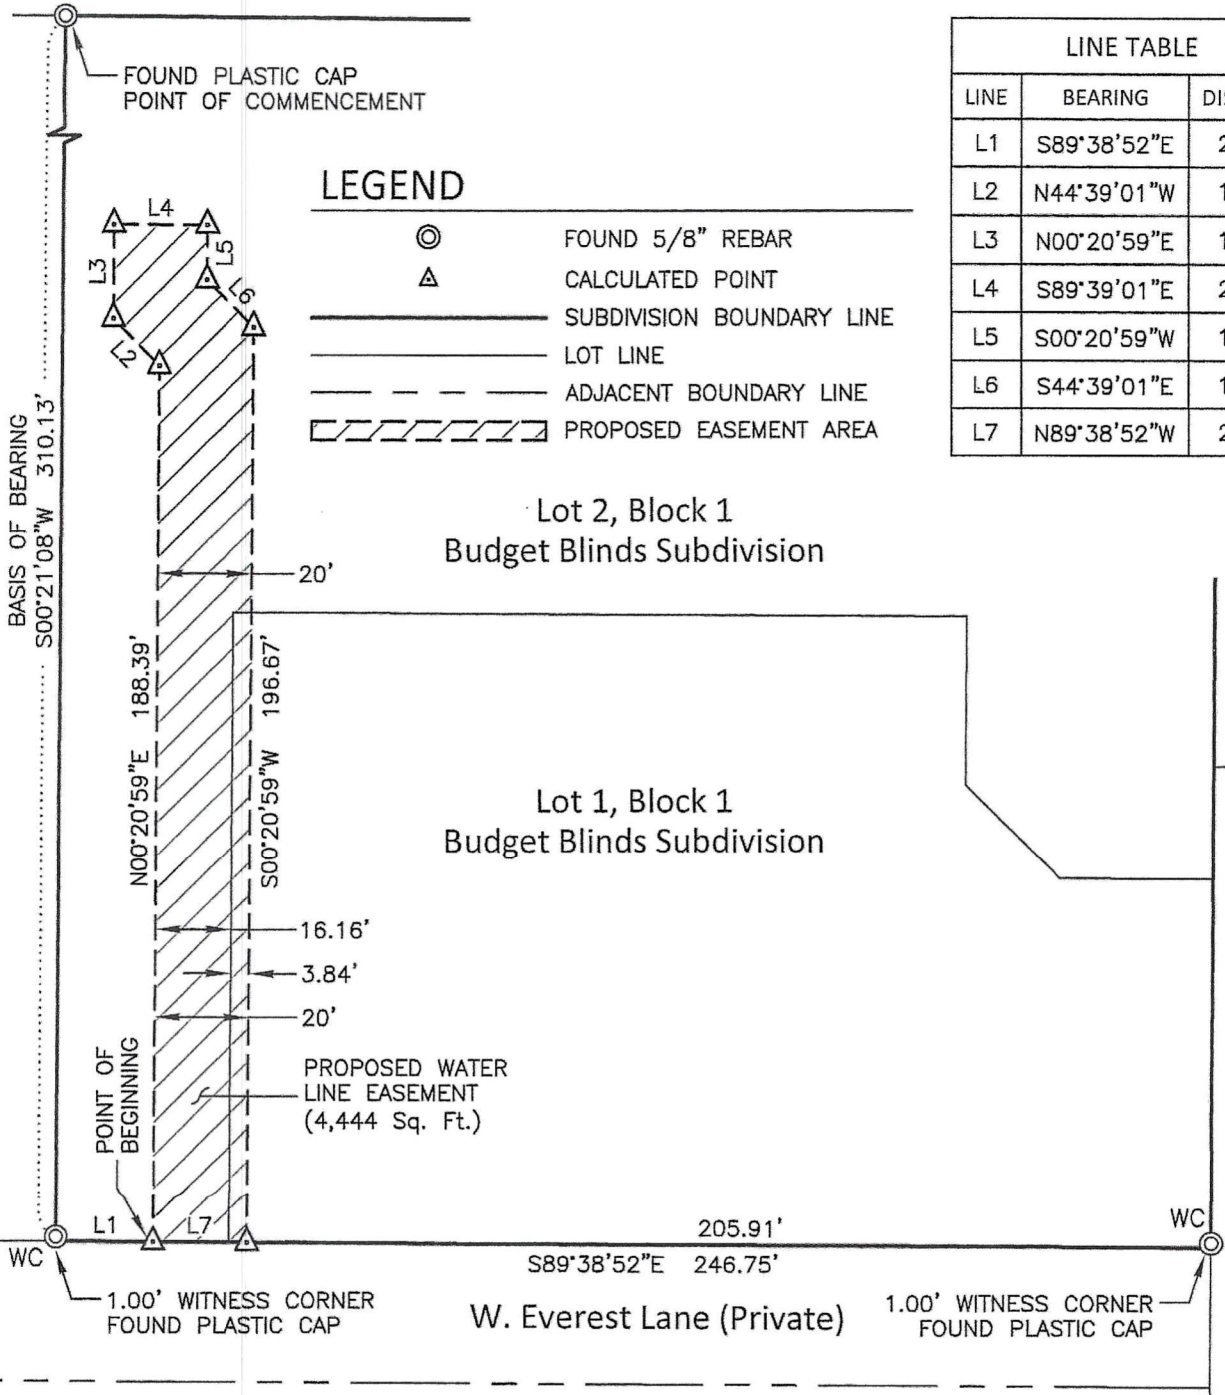 FOUND PLASTIC CAP
POINT OF COMMENCEMENT
LINE TABLE
LINE BEARING
L1 S89°38'52"E 2
L2 N44°39'01"W 1
L3 N00°20'59"E 1
L4 S89°39'01"E 2
L5 S00°20'59"W 1
L6 S44°39'01"E 1
L7 N89°38'52"W 2
LEGEND
FOUND 5/8" REBAR
CALCULATED POINT
SUBDIVISION BOUNDARY LINE
LOT LINE
ADJACENT BOUNDARY LINE
PROPOSED EASEMENT AREA
L4
L3
L5
L6
L2
BASIS OF BEARING
S00°21'08"W 310.13'
Lot 2, Block 1
Budget Blinds Subdivision
20'
N00°20'59"E 188.39'
S00°20'59"W 196.67'
Lot 1, Block 1
Budget Blinds Subdivision
16.16'
3.84'
20'
POINT OF
BEGINNING
PROPOSED WATER
LINE EASEMENT
(4,444 Sq. Ft.)
L1
L7
205.91'
WC
WC
S89°38'52"E 246.75'
1.00' WITNESS CORNER
FOUND PLASTIC CAP
W. Everest Lane (Private)
1.00' WITNESS CORNER
FOUND PLASTIC CAP